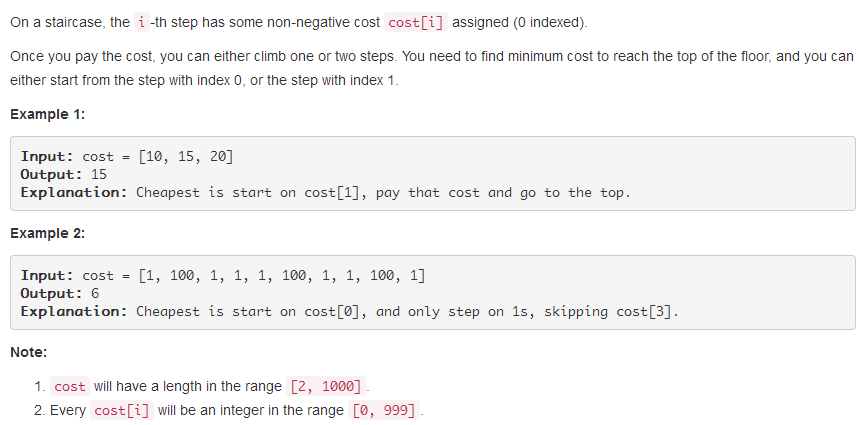 On a staircase, the i -th step has some non-negative cost cost[i] assigned (0 indexed).
Once you pay the cost, you can either climb one or two steps. You need to find minimum cost to reach the top of the floor, and you can
either start from the step with index 0, or the step with index 1.
Example 1:
Input: cost = [10, 15, 20]
Output: 15
Explanation: Cheapest is start on cost[1], pay that cost and go to the top.
Example 2:
Input: cost = [1, 100, 1, 1, 1, 100, 1, 1, 100, 1]
Output: 6
Explanation: Cheapest is start on cost[0], and only step on 1s, skipping cost[3].
Note:
1. cost will have a length in the range [2, 1000] .
2. Every cost[i] will be an integer in the range [0, 999] .